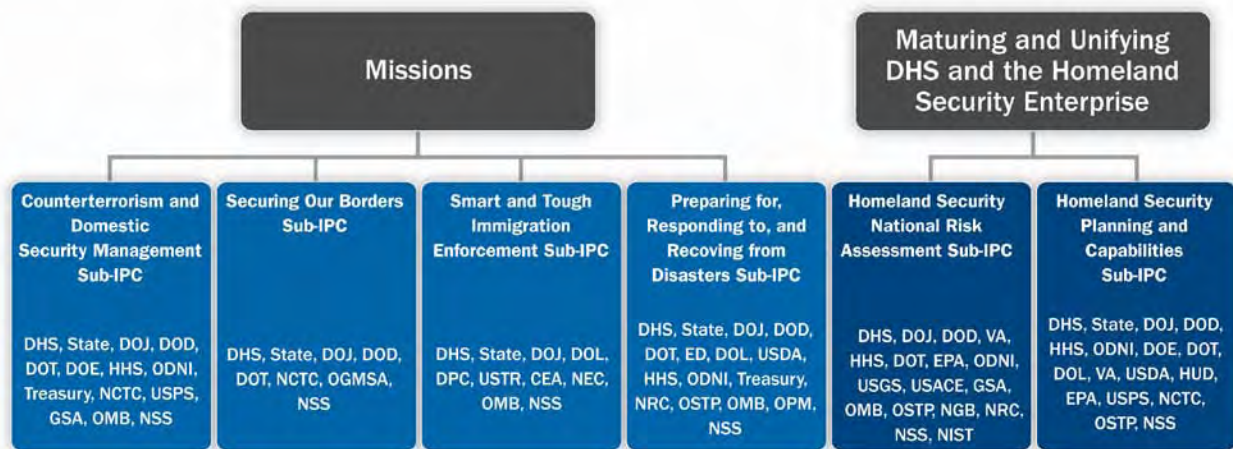 Missions
Maturing and Unifying
DHS and the Homeland
Security Enterprise
Counterterrorism and
Domestic
Security Management
Sub-IPC
DHS, State, DOJ, DOD,
DOT, DOE, HHS, ODNI,
Treasury, NCTC, USPS,
GSA, OMB, NSS
Securing Our Borders
Sub-IPC
DHS, State, DOJ, DOD,
DOT, NCTC, OGMSA,
NSS
Smart and Tough
Immigration
Enforcement Sub-IPC
DHS, State, DOJ, DOL,
DPC, USTR, CEA, NEC,
OMB, NSS
Preparing for,
Responding to, and
Recoving from
Disasters Sub-IPC
DHS, State, DOJ, DOD,
DOT, ED, DOL, USDA,
HHS, ODNI, Treasury,
NRC, OSTP, OMB, OPM,
NSS
Homeland Security
National Risk
Assessment Sub-IPC
DHS, DOJ, DOD, VA,
HHS, DOT, EPA, ODNI,
USGS, USACE, GSA,
OMB, OSTP, NGB, NRC,
NSS, NIST
Homeland Security
Planning and
Capabilities
Sub-IPC
DHS, State, DOJ, DOD,
HHS, ODNI, DOE, DOT,
DOL, VA, USDA, HUD,
EPA, USPS, NCTC,
OSTP, NSS